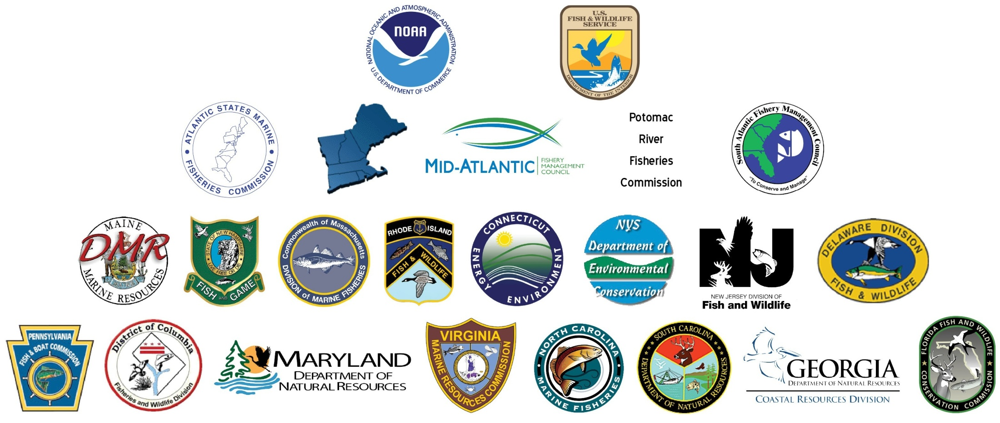 NATIONAL OCEANIC AND ATMOSPHERIC ADMINISTRATION
NOAA
U.S. DEPARTMENT OF COMMERCE
U.S.
FISH & WILDLIFE
SERVICE
DEPARTMENT OF THE INTERIOR
ATLANTIC STATES MARINE
FISHERIES COMMISSION
MID-ATLANTIC
FISHERY
MANAGEMENT
COUNCIL
Potomac
River
Fisheries
Commission
South Atlantic Fishery Management Council
"To Conserve and Manage"
MAINE
DMR
MARINE RESOURCES
STATE OF NEW HAMPSHIRE
LIVE FREE OR DIE
FISH AND GAME
Commonwealth of Massachusetts
DIVISION of MARINE FISHERIES
HOPE
RHODE ISLAND
FISH & WILDLIFE
CONNECTICUT
ENERGY
ENVIRONMENT
NYS
Department of
Environmental
Conservation
NJ
NEW JERSEY DIVISION OF
Fish and Wildlife
DELAWARE DIVISION
FISH & WILDLIFE
PENNSYLVANIA
FISH & BOAT COMMISSION
District of Columbia
Fisheries and Wildlife Division
MARYLAND
DEPARTMENT OF
NATURAL RESOURCES
VIRGINIA
MARINE RESOURCES COMMISSION
NORTH CAROLINA
MARINE FISHERIES
SOUTH CAROLINA
DEPARTMENT OF NATURAL RESOURCES
GEORGIA
DEPARTMENT OF NATURAL RESOURCES
COASTAL RESOURCES DIVISION
FLORIDA FISH AND WILDLIFE
CONSERVATION COMMISSION